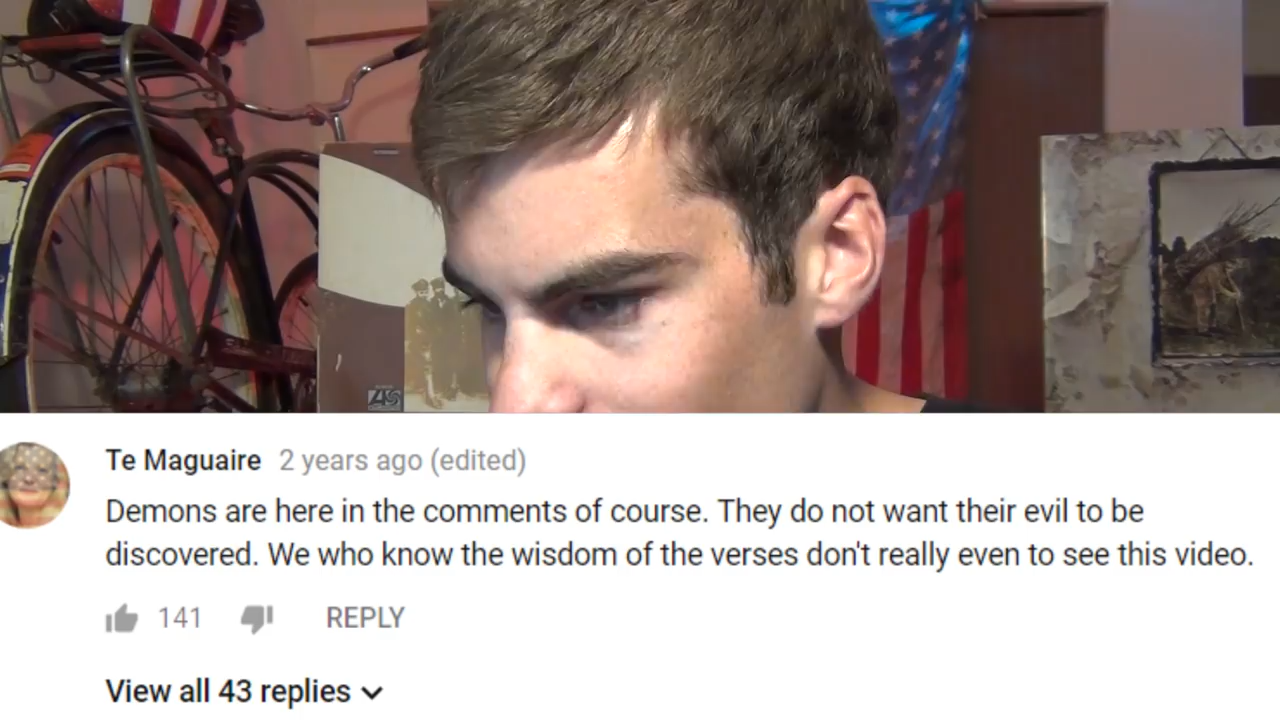 Te Maguaire 2 years ago (edited)
Demons are here in the comments of course. They do not want their evil to be
discovered. We who know the wisdom of the verses don't really even to see this video.
141 REPLY
View all 43 replies